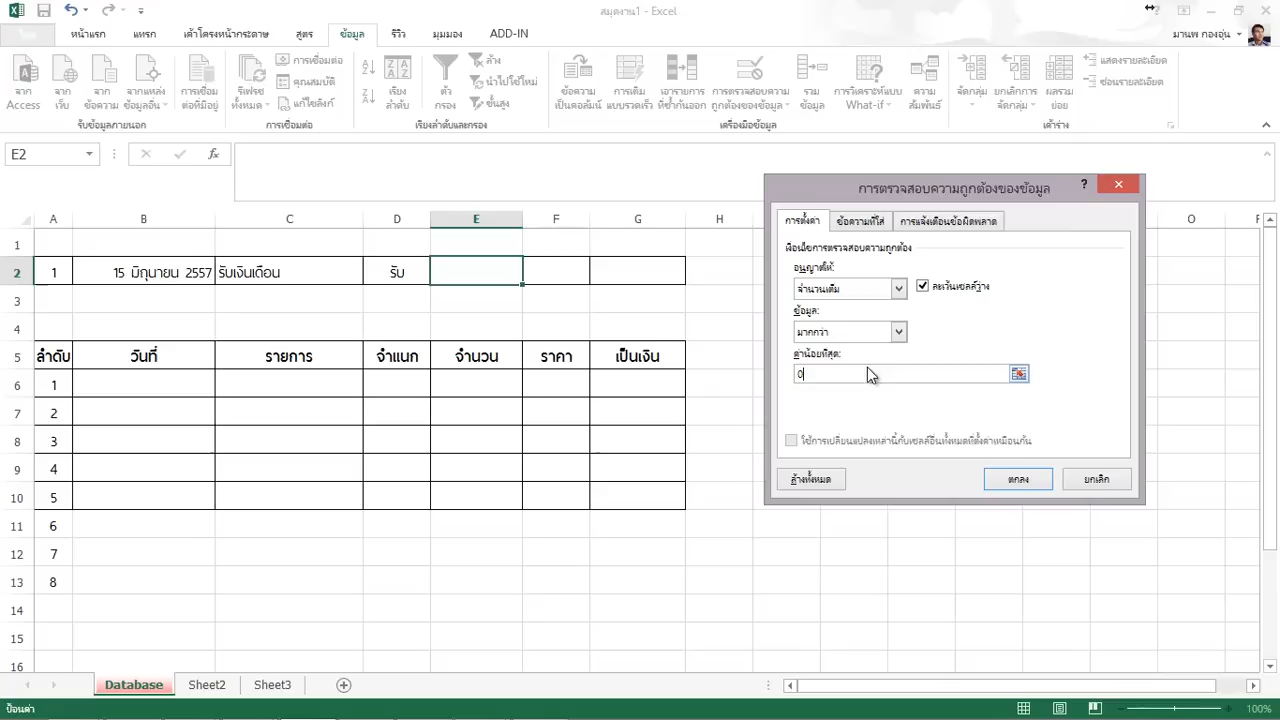 สมุดงาน1 - Excel
หน้าแรก แทรก เค้าโครงหน้ากระดาษ สูตร ข้อมูล รีวิว มุมมอง ADD-IN มานพ กองอุ่น
จาก Access
จาก เว็บ
จาก ข้อความ
จากแหล่ง ข้อมูลอื่น
การเชื่อม ต่อที่มีอยู่
รีเฟรช ทั้งหมด
การเชื่อมต่อ
คุณสมบัติ
แก้ไขลิงก์
เรียง ลำดับ
ตัว กรอง
ล้าง
นำไปใช้ใหม่
ขั้นสูง
ข้อความ เป็นคอลัมน์
การเติม แบบรวดเร็ว
เอารายการ ที่ซ้ำกันออก
การตรวจสอบความ ถูกต้องของข้อมูล
รวม ข้อมูล
การวิเคราะห์แบบ What-if
ความ สัมพันธ์
จัดกลุ่ม
ยกเลิกการ จัดกลุ่ม
ผลรวม ย่อย
แสดงรายละเอียด
ซ่อนรายละเอียด
รับข้อมูลภายนอก การเชื่อมต่อ เรียงลำดับและกรอง เครื่องมือข้อมูล เค้าร่าง
E2 fx
A B C D E F G H O
1
2 1 15 มิถุนายน 2557 รับเงินเดือน รับ
3
4
5 ลำดับ วันที่ รายการ จำแนก จำนวน ราคา เป็นเงิน
6 1
7 2
8 3
9 4
10 5
11 6
12 7
13 8
14
15
16
การตรวจสอบความถูกต้องของข้อมูล ?
การตั้งค่า ข้อความที่ใส่ การแจ้งเตือนข้อผิดพลาด
เงื่อนไขการตรวจสอบความถูกต้อง
อนุญาตให้:
จำนวนเต็ม ละเว้นเซลล์ว่าง
ข้อมูล:
มากกว่า
ค่าน้อยที่สุด:
0
ใช้การเปลี่ยนแปลงเหล่านี้กับเซลล์อื่นทั้งหมดที่ตั้งค่าเหมือนกัน
ล้างทั้งหมด ตกลง ยกเลิก
Database Sheet2 Sheet3
ป้อนค่า 100%